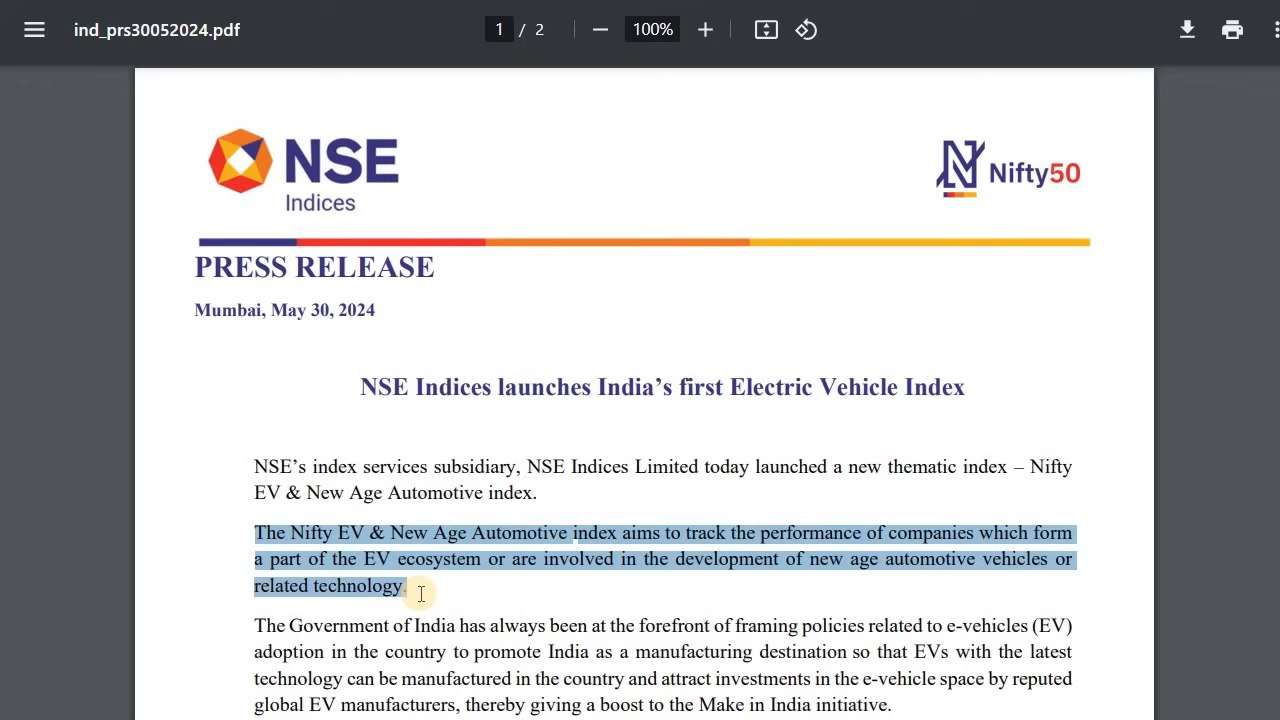 ind_prs30052024.pdf
1 / 2
100%
NSE
Indices
Nifty50
PRESS RELEASE
Mumbai, May 30, 2024
NSE Indices launches India’s first Electric Vehicle Index
NSE’s index services subsidiary, NSE Indices Limited today launched a new thematic index – Nifty
EV & New Age Automotive index.
The Nifty EV & New Age Automotive index aims to track the performance of companies which form
a part of the EV ecosystem or are involved in the development of new age automotive vehicles or
related technology.
The Government of India has always been at the forefront of framing policies related to e-vehicles (EV)
adoption in the country to promote India as a manufacturing destination so that EVs with the latest
technology can be manufactured in the country and attract investments in the e-vehicle space by reputed
global EV manufacturers, thereby giving a boost to the Make in India initiative.